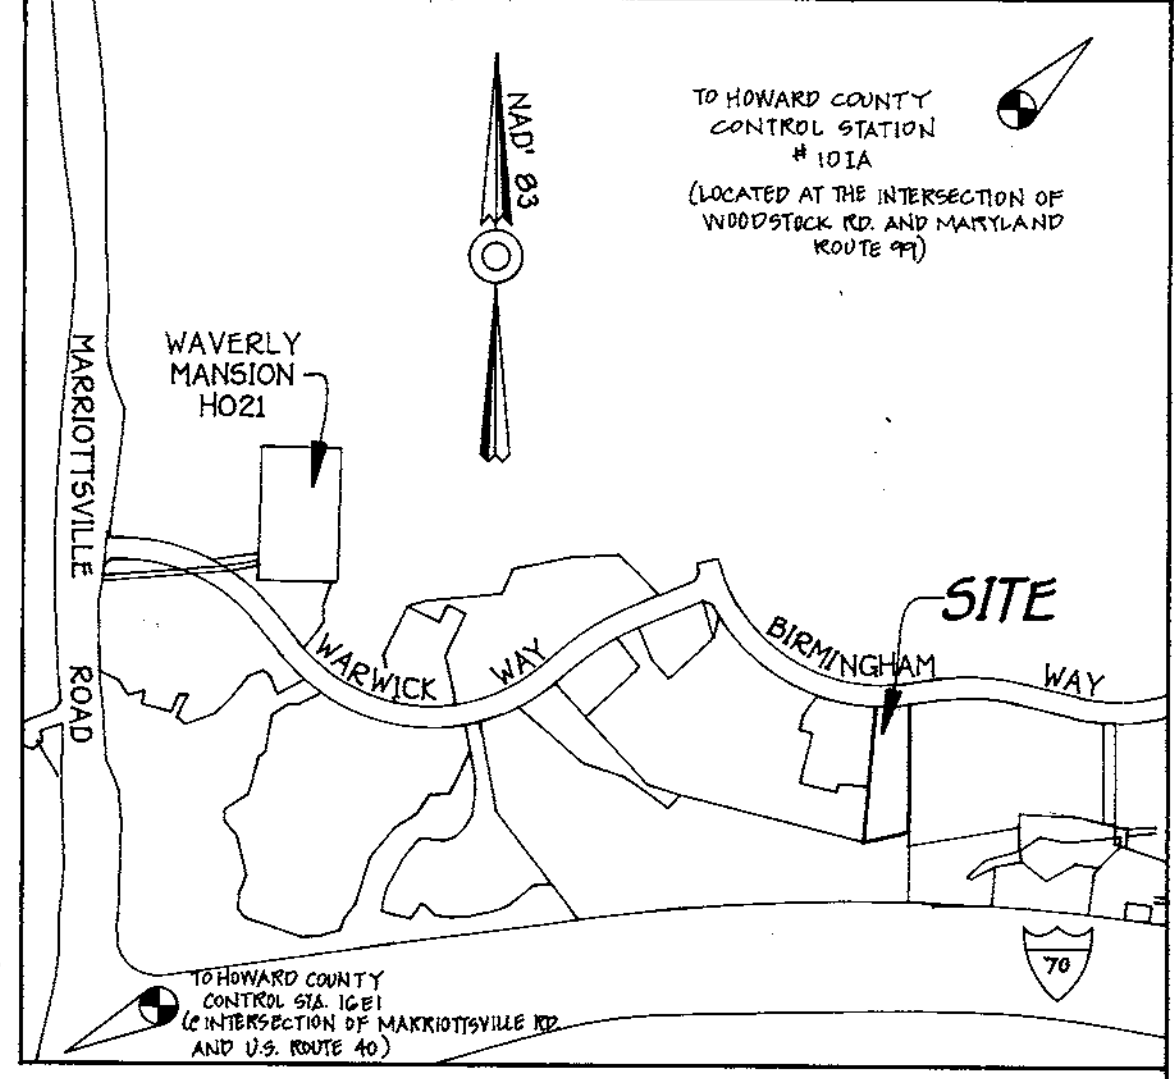 TO HOWARD COUNTY
CONTROL STATION
# 101A
(LOCATED AT THE INTERSECTION OF
WOODSTOCK RD. AND MARYLAND
ROUTE 99)
NAD' 83
WAVERLY
MANSION
HO21
MARRIOTTSVILLE
ROAD
SITE
WARWICK
WAY
BIRMINGHAM
WAY
70
TO HOWARD COUNTY
CONTROL STA. 16E1
(@ INTERSECTION OF MARRIOTTSVILLE RD.
AND U.S. ROUTE 40)